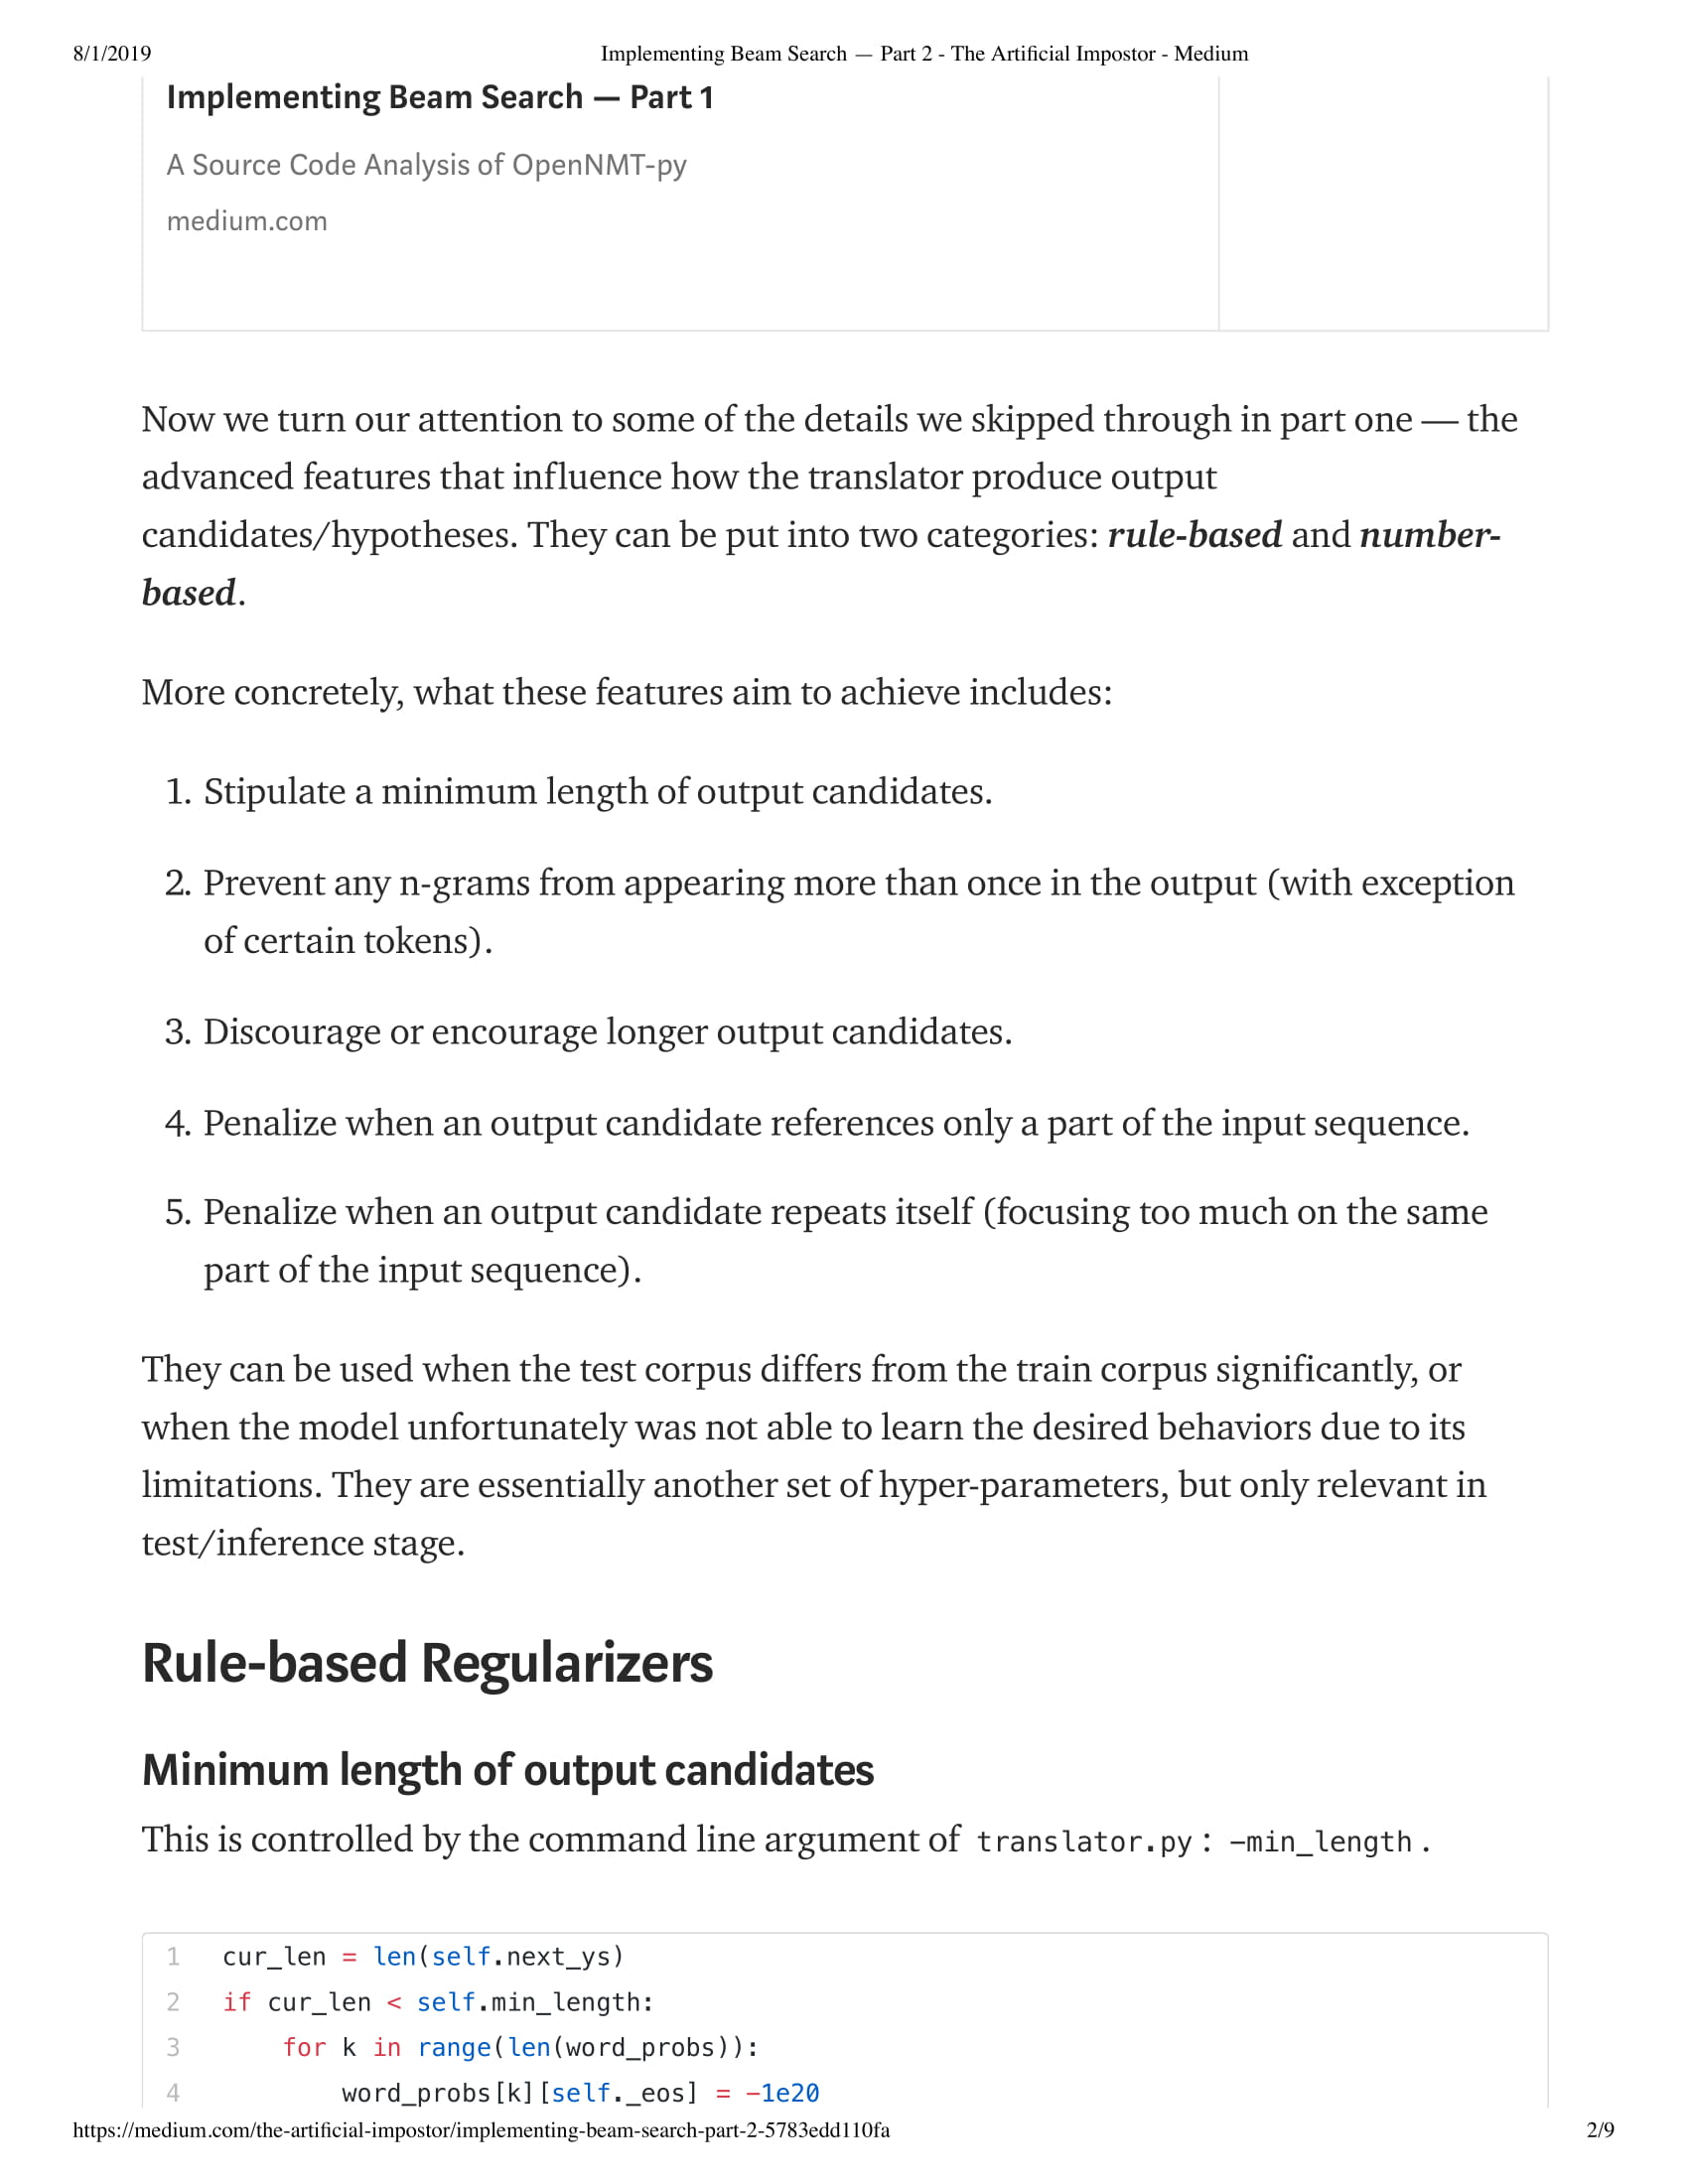 8/1/2019 Implementing Beam Search — Part 2 - The Artificial Impostor - Medium
Implementing Beam Search — Part 1
A Source Code Analysis of OpenNMT-py
medium.com
Now we turn our attention to some of the details we skipped through in part one — the
advanced features that influence how the translator produce output
candidates/hypotheses. They can be put into two categories: rule-based and number-
based.
More concretely, what these features aim to achieve includes:
1. Stipulate a minimum length of output candidates.
2. Prevent any n-grams from appearing more than once in the output (with exception
of certain tokens).
3. Discourage or encourage longer output candidates.
4. Penalize when an output candidate references only a part of the input sequence.
5. Penalize when an output candidate repeats itself (focusing too much on the same
part of the input sequence).
They can be used when the test corpus differs from the train corpus significantly, or
when the model unfortunately was not able to learn the desired behaviors due to its
limitations. They are essentially another set of hyper-parameters, but only relevant in
test/inference stage.
Rule-based Regularizers
Minimum length of output candidates
This is controlled by the command line argument of translator.py: −min_length.
1 cur_len = len(self.next_ys)
2 if cur_len < self.min_length:
3 for k in range(len(word_probs)):
4 word_probs[k][self._eos] = −1e20
https://medium.com/the-artificial-impostor/implementing-beam-search-part-2-5783edd110fa 2/9